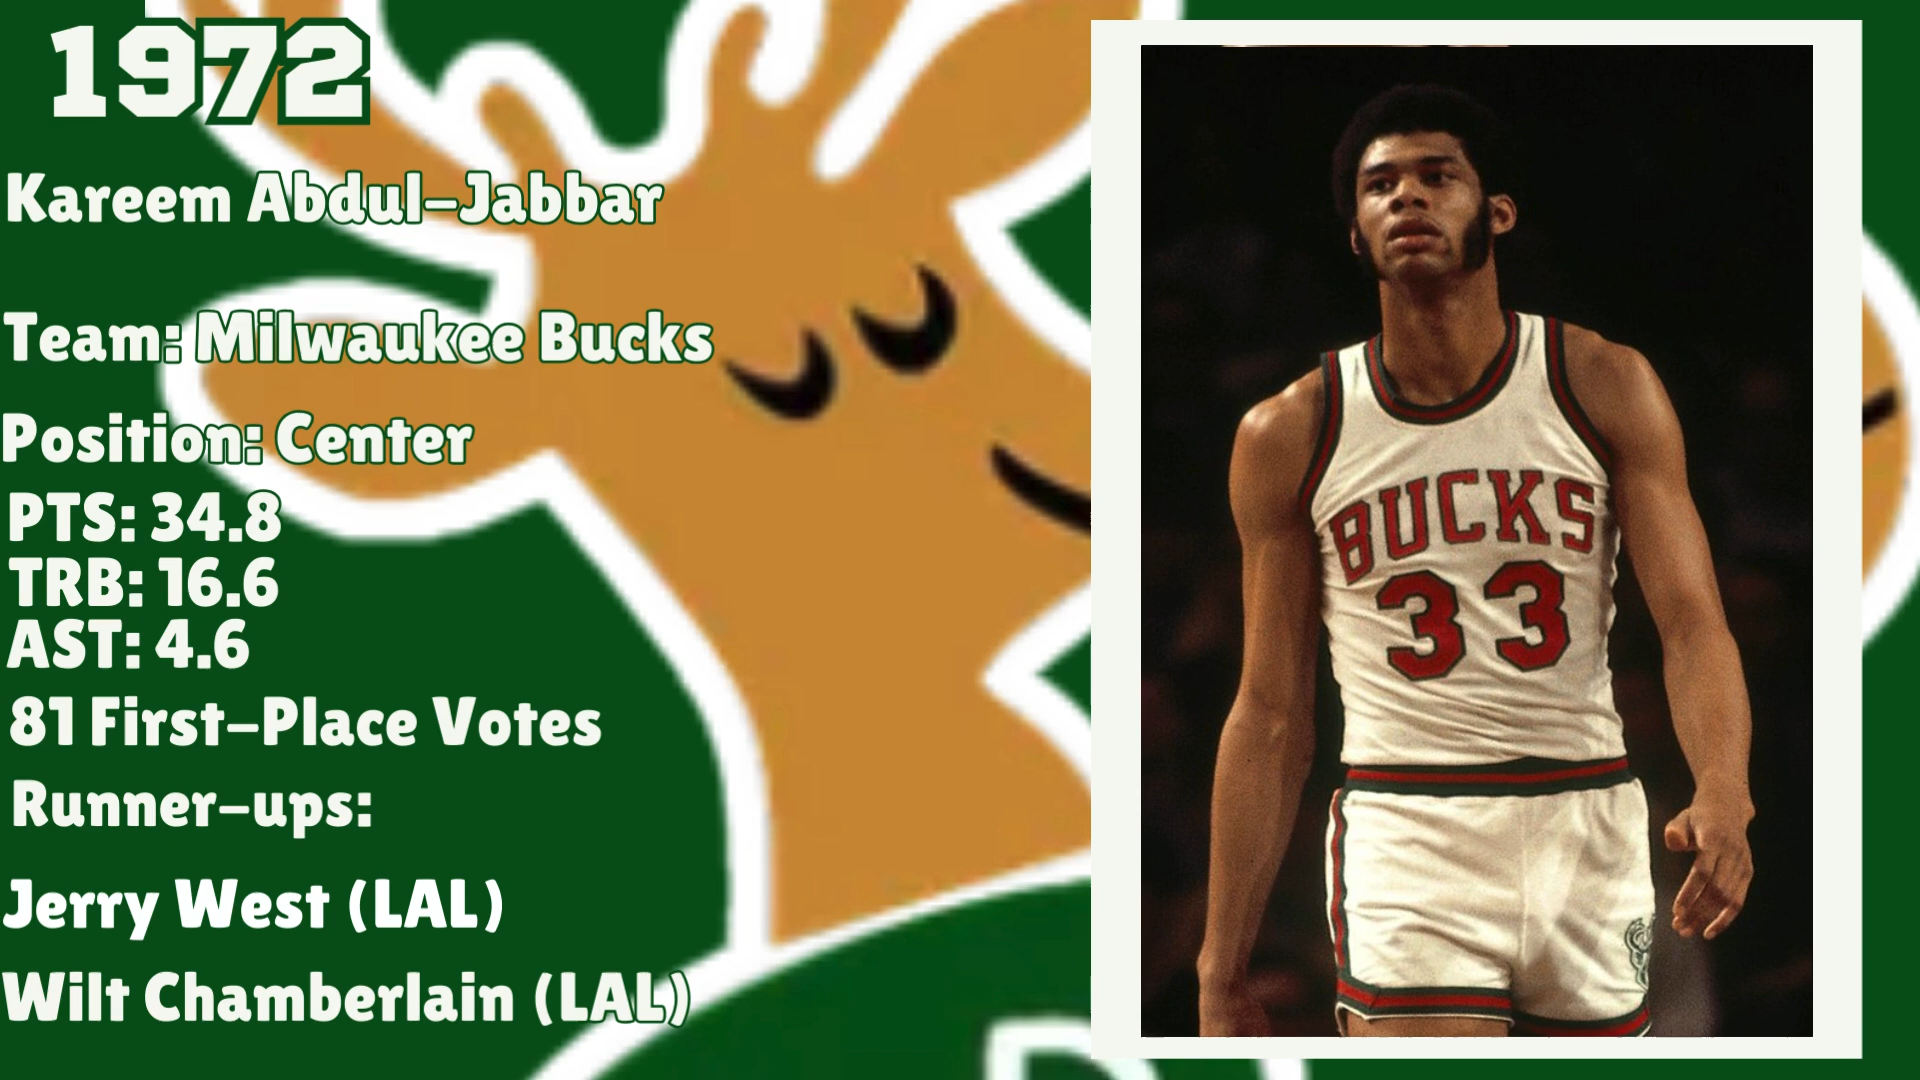 1972
Kareem Abdul-Jabbar
Team: Milwaukee Bucks
Position: Center
PTS: 34.8
TRB: 16.6
AST: 4.6
81 First-Place Votes
Runner-ups:
Jerry West (LAL)
Wilt Chamberlain (LAL)
BUCKS
33